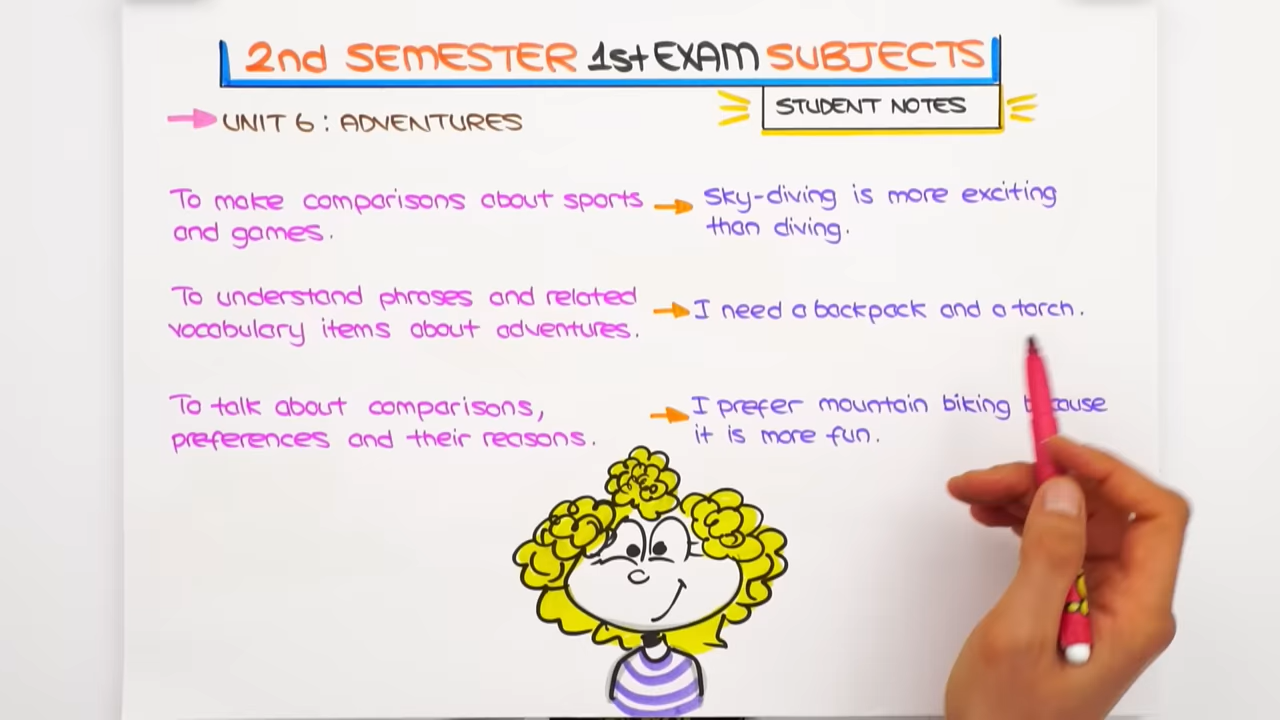 2nd SEMESTER 1st EXAM SUBJECTS
STUDENT NOTES
UNIT 6 : ADVENTURES
To make comparisons about sports
and games.
Sky-diving is more exciting
than diving.
To understand phrases and related
vocabulary items about adventures.
I need a backpack and a torch.
To talk about comparisons,
preferences and their reasons.
I prefer mountain biking because
it is more fun.